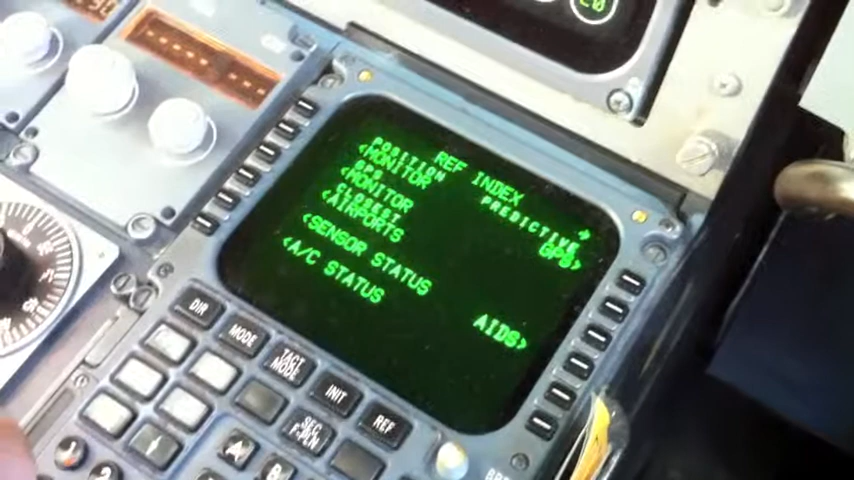 REF INDEX
POSITION
<MONITOR
GPS
<MONITOR
PREDICTIVE
GPS>
CLOSEST
<AIRPORTS
<SENSOR STATUS
<A/C STATUS
AIDS>
DIR
MODE
TACT
MODE
INIT
REF
SEC
F-PLN
A
B
2